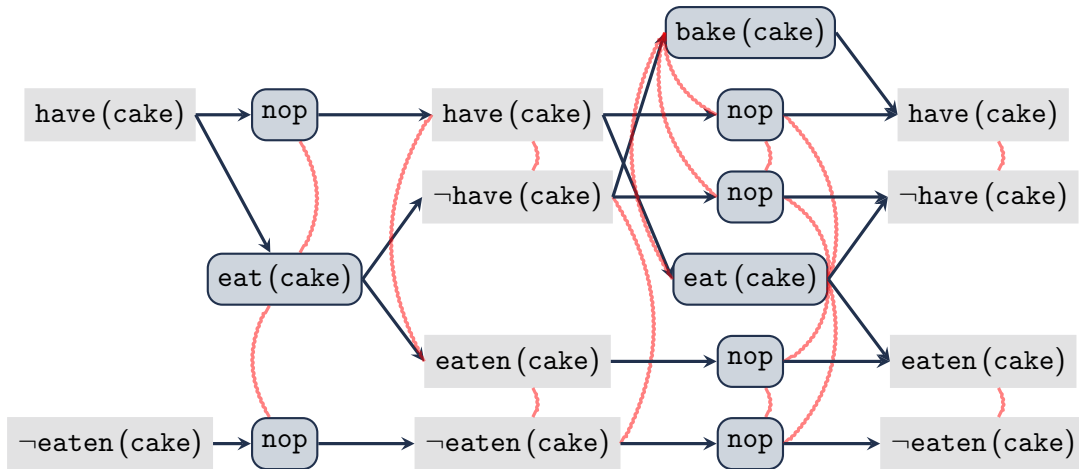 bake(cake)
have(cake) nop have(cake) nop have(cake)
¬have(cake) nop ¬have(cake)
eat(cake) eat(cake)
eaten(cake) nop eaten(cake)
¬eaten(cake) nop ¬eaten(cake) nop ¬eaten(cake)